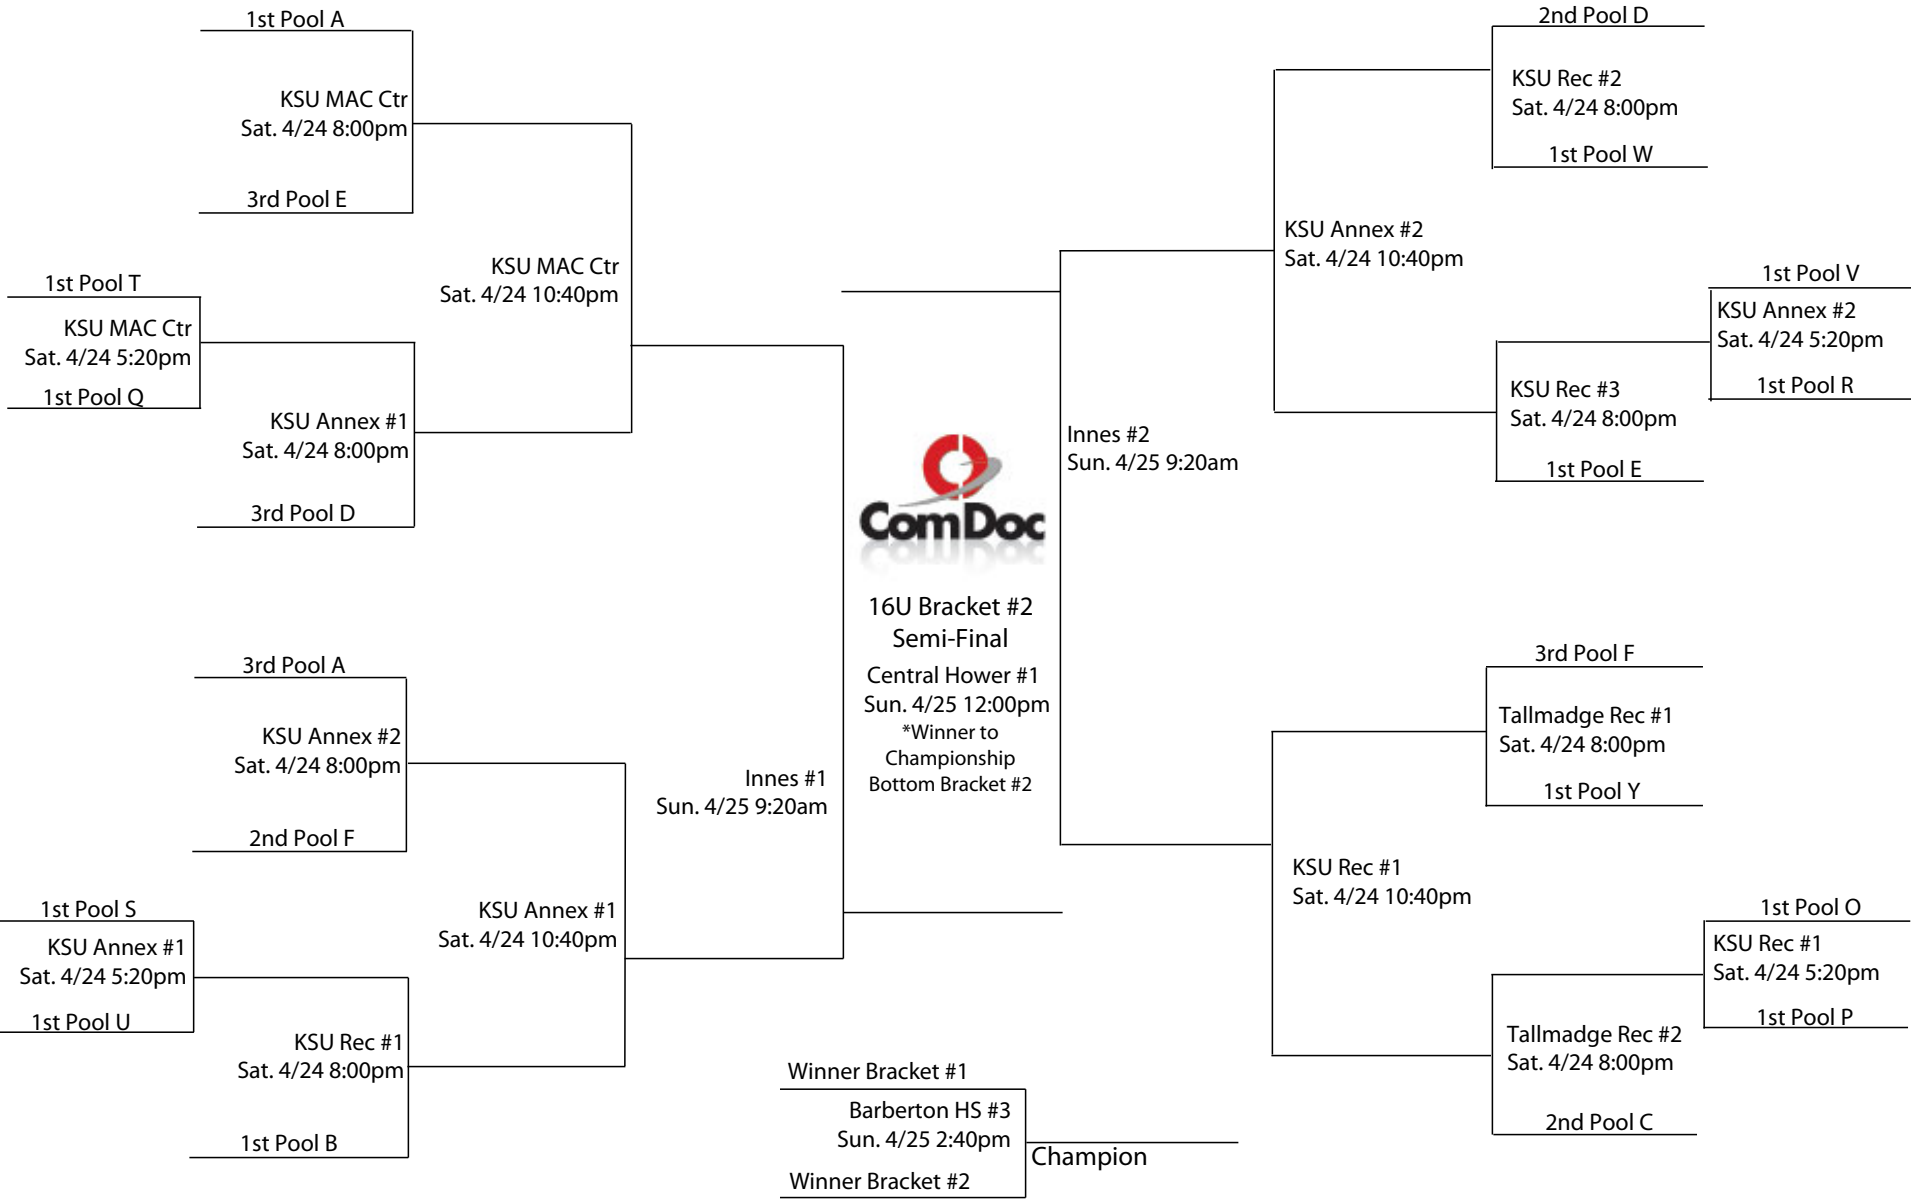 1st Pool A
KSU MAC Ctr
Sat. 4/24 8:00pm
3rd Pool E
1st Pool T
KSU MAC Ctr
Sat. 4/24 5:20pm
1st Pool Q
KSU Annex #1
Sat. 4/24 8:00pm
3rd Pool D
KSU MAC Ctr
Sat. 4/24 10:40pm
3rd Pool A
KSU Annex #2
Sat. 4/24 8:00pm
2nd Pool F
1st Pool S
KSU Annex #1
Sat. 4/24 5:20pm
1st Pool U
KSU Rec #1
Sat. 4/24 8:00pm
1st Pool B
KSU Annex #1
Sat. 4/24 10:40pm
Innes #1
Sun. 4/25 9:20am
ComDoc
16U Bracket #2
Semi-Final
Central Hower #1
Sun. 4/25 12:00pm
*Winner to
Championship
Bottom Bracket #2
Winner Bracket #1
Barberton HS #3
Sun. 4/25 2:40pm
Winner Bracket #2
Champion
Innes #2
Sun. 4/25 9:20am
2nd Pool D
KSU Rec #2
Sat. 4/24 8:00pm
1st Pool W
KSU Annex #2
Sat. 4/24 10:40pm
1st Pool V
KSU Annex #2
Sat. 4/24 5:20pm
1st Pool R
KSU Rec #3
Sat. 4/24 8:00pm
1st Pool E
3rd Pool F
Tallmadge Rec #1
Sat. 4/24 8:00pm
1st Pool Y
KSU Rec #1
Sat. 4/24 10:40pm
1st Pool O
KSU Rec #1
Sat. 4/24 5:20pm
1st Pool P
Tallmadge Rec #2
Sat. 4/24 8:00pm
2nd Pool C